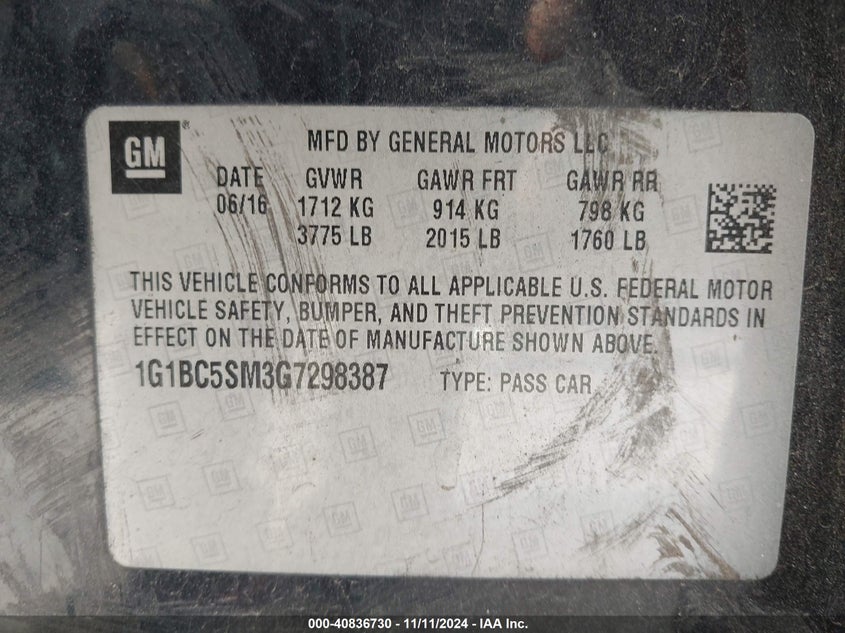 GM
MFD BY GENERAL MOTORS LLC
DATE GVWR GAWR FRT GAWR RR
06/16 1712 KG 914 KG 798 KG
3775 LB 2015 LB 1760 LB
THIS VEHICLE CONFORMS TO ALL APPLICABLE U.S. FEDERAL MOTOR
VEHICLE SAFETY, BUMPER, AND THEFT PREVENTION STANDARDS IN
EFFECT ON THE DATE OF MANUFACTURE SHOWN ABOVE.
1G1BC5SM3G7298387 TYPE: PASS CAR
000-40836730 - 11/11/2024 - IAA Inc.